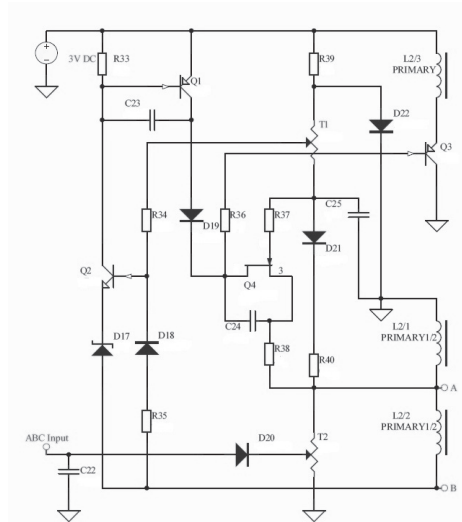 3V DC
R33
Q1
R39
L2/3
PRIMARY
C23
D22
T1
Q3
R34
D19
R36
R37
C25
D21
Q2
Q4
3
C24
D17
D18
R38
R40
L2/1
PRIMARY1/2
A
L2/2
PRIMARY1/2
R35
ABC Input
D20
T2
C22
B